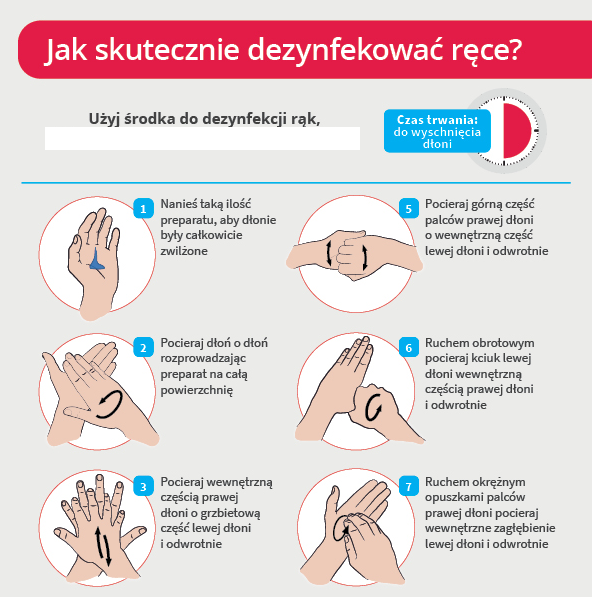 Jak skutecznie dezynfekować ręce?
Użyj środka do dezynfekcji rąk,
Czas trwania:
do wyschnięcia
dłoni
1
Nanieś taką ilość
preparatu, aby dłonie
były całkowicie
zwilżone
2
Pocieraj dłoń o dłoń
rozprowadzając
preparat na całą
powierzchnię
3
Pocieraj wewnętrzną
częścią prawej
dłoni o grzbietową
część lewej dłoni
i odwrotnie
5
Pocieraj górną część
palców prawej dłoni
o wewnętrzną część
lewej dłoni i odwrotnie
6
Ruchem obrotowym
pocieraj kciuk lewej
dłoni wewnętrzną
częścią prawej dłoni
i odwrotnie
7
Ruchem okrężnym
opuszkami palców
prawej dłoni pocieraj
wewnętrzne zagłębienie
lewej dłoni i odwrotnie